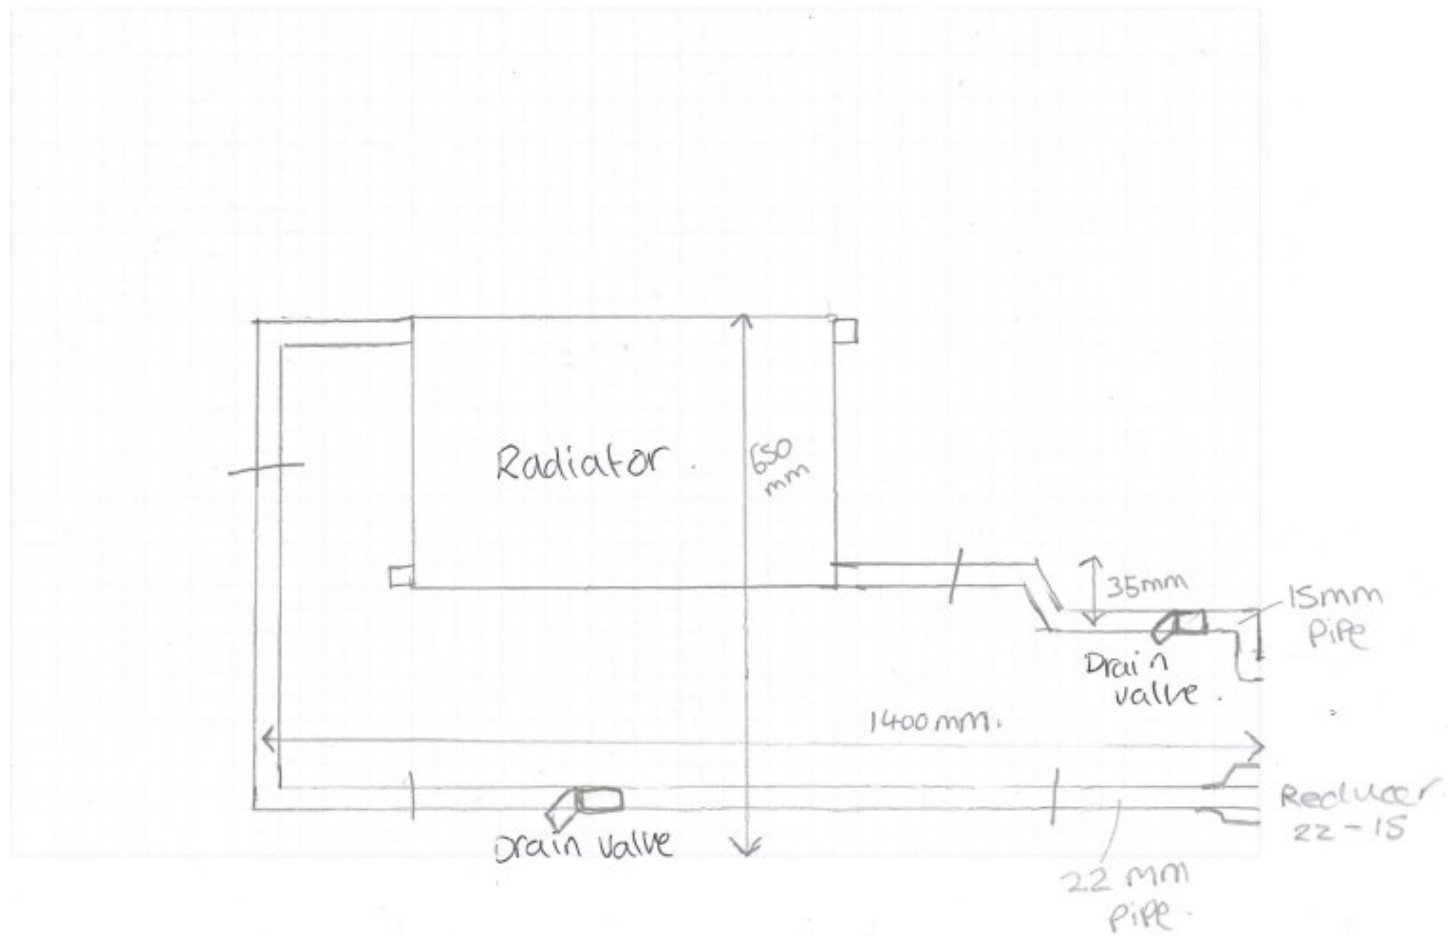 Radiator.
650
mm
35mm
15mm
PiPe
Drain
valve.
1400mm.
Reducer.
22-15
Drain valve
22 mm
PiPe.